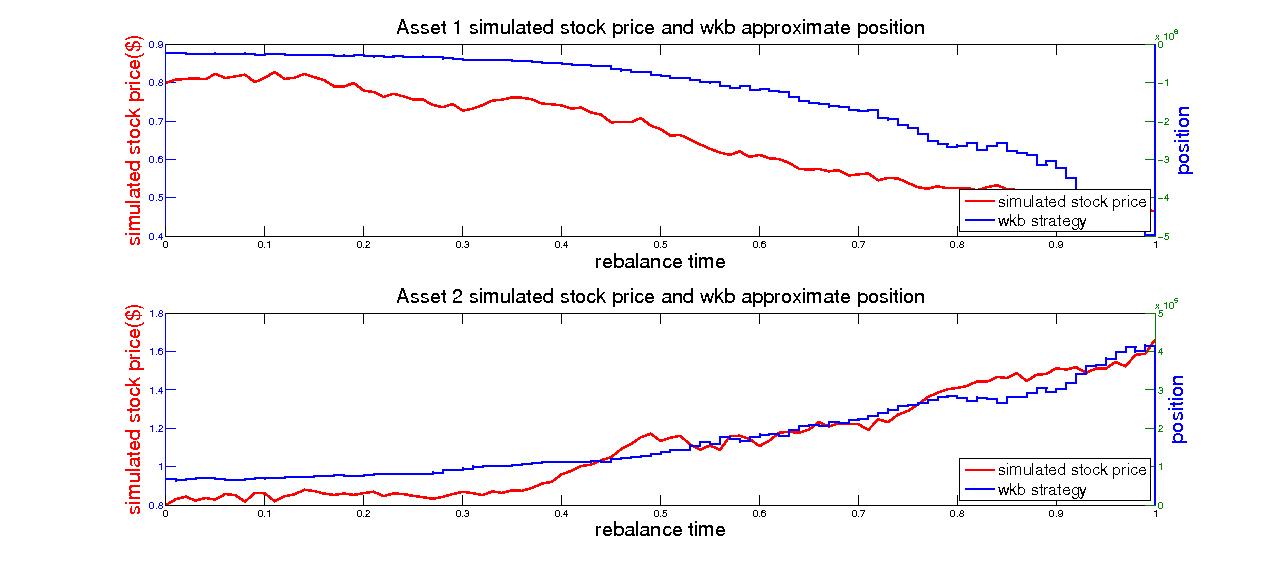 Asset 1 simulated stock price and wkb approximate position
simulated stock price($)
0.9
0.8
0.7
0.6
0.5
0.4
0
-1
-2
-3
-4
-5
position
simulated stock price
wkb strategy
0 0.1 0.2 0.3 0.4 0.5 0.6 0.7 0.8 0.9 1
rebalance time
Asset 2 simulated stock price and wkb approximate position
simulated stock price($)
1.8
1.6
1.4
1.2
1
0.8
5
4
3
2
1
0
position
simulated stock price
wkb strategy
0 0.1 0.2 0.3 0.4 0.5 0.6 0.7 0.8 0.9 1
rebalance time